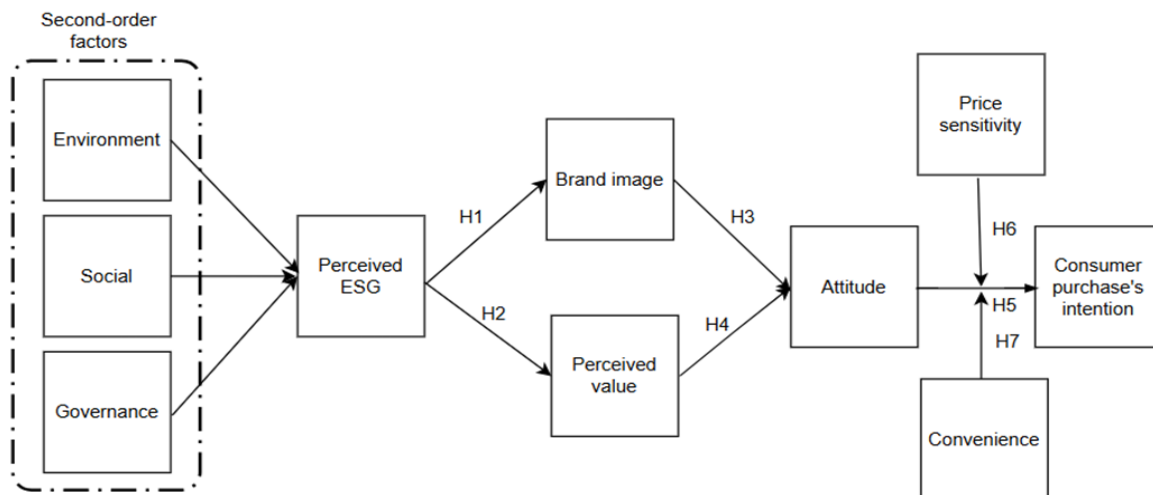 Second-order
factors
Environment
Social
Governance
Perceived
ESG
H1
H2
Brand image
Perceived
value
H3
H4
Attitude
Price
sensitivity
H6
H5
H7
Consumer
purchase's
intention
Convenience